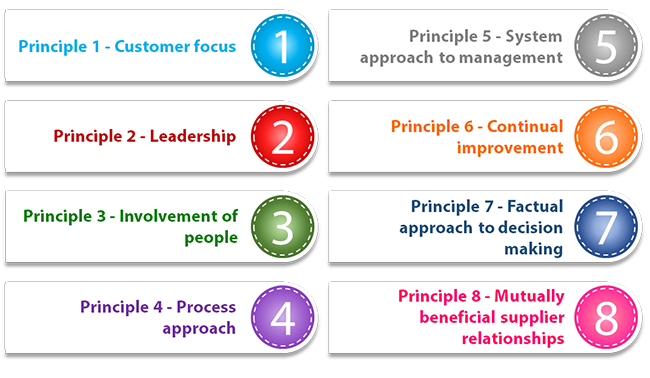 Principle 1 - Customer focus
1
Principle 2 - Leadership
2
Principle 3 - Involvement of
people
3
Principle 4 - Process
approach
4
Principle 5 - System
approach to management
5
Principle 6 - Continual
improvement
6
Principle 7 - Factual
approach to decision
making
7
Principle 8 - Mutually
beneficial supplier
relationships
8